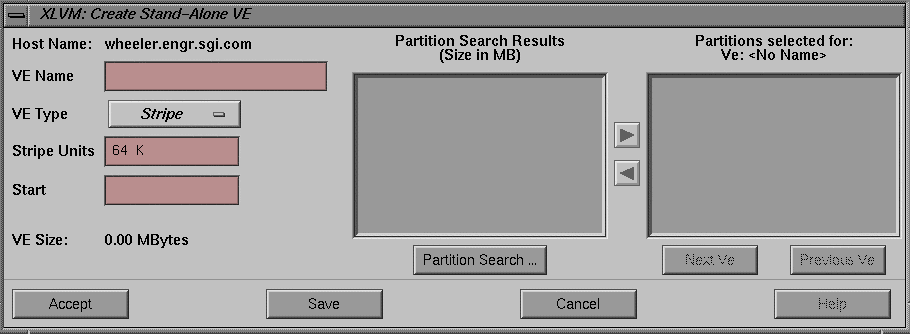 XLVM: Create Stand-Alone VE
Host Name: wheeler.engr.sgi.com
VE Name
VE Type Stripe
Stripe Units 64 K
Start
VE Size: 0.00 MBytes
Partition Search Results
(Size in MB)
Partition Search ...
Partitions selected for:
Ve: <No Name>
Next Ve Previous Ve
Accept Save Cancel Help